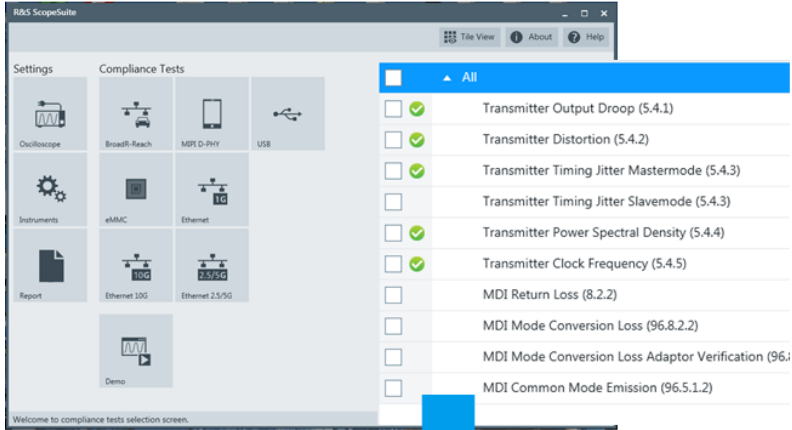 R&S ScopeSuite
Tile View About Help
Settings Compliance Tests
Oscilloscope BroadR-Reach MIPI D-PHY USB
1G
Instruments eMMC Ethernet
10G 2.5/5G
Report Ethernet 10G Ethernet 2.5/5G
Demo
Welcome to compliance tests selection screen.
All
Transmitter Output Droop (5.4.1)
Transmitter Distortion (5.4.2)
Transmitter Timing Jitter Mastermode (5.4.3)
Transmitter Timing Jitter Slavemode (5.4.3)
Transmitter Power Spectral Density (5.4.4)
Transmitter Clock Frequency (5.4.5)
MDI Return Loss (8.2.2)
MDI Mode Conversion Loss (96.8.2.2)
MDI Mode Conversion Loss Adaptor Verification (96.8
MDI Common Mode Emission (96.5.1.2)